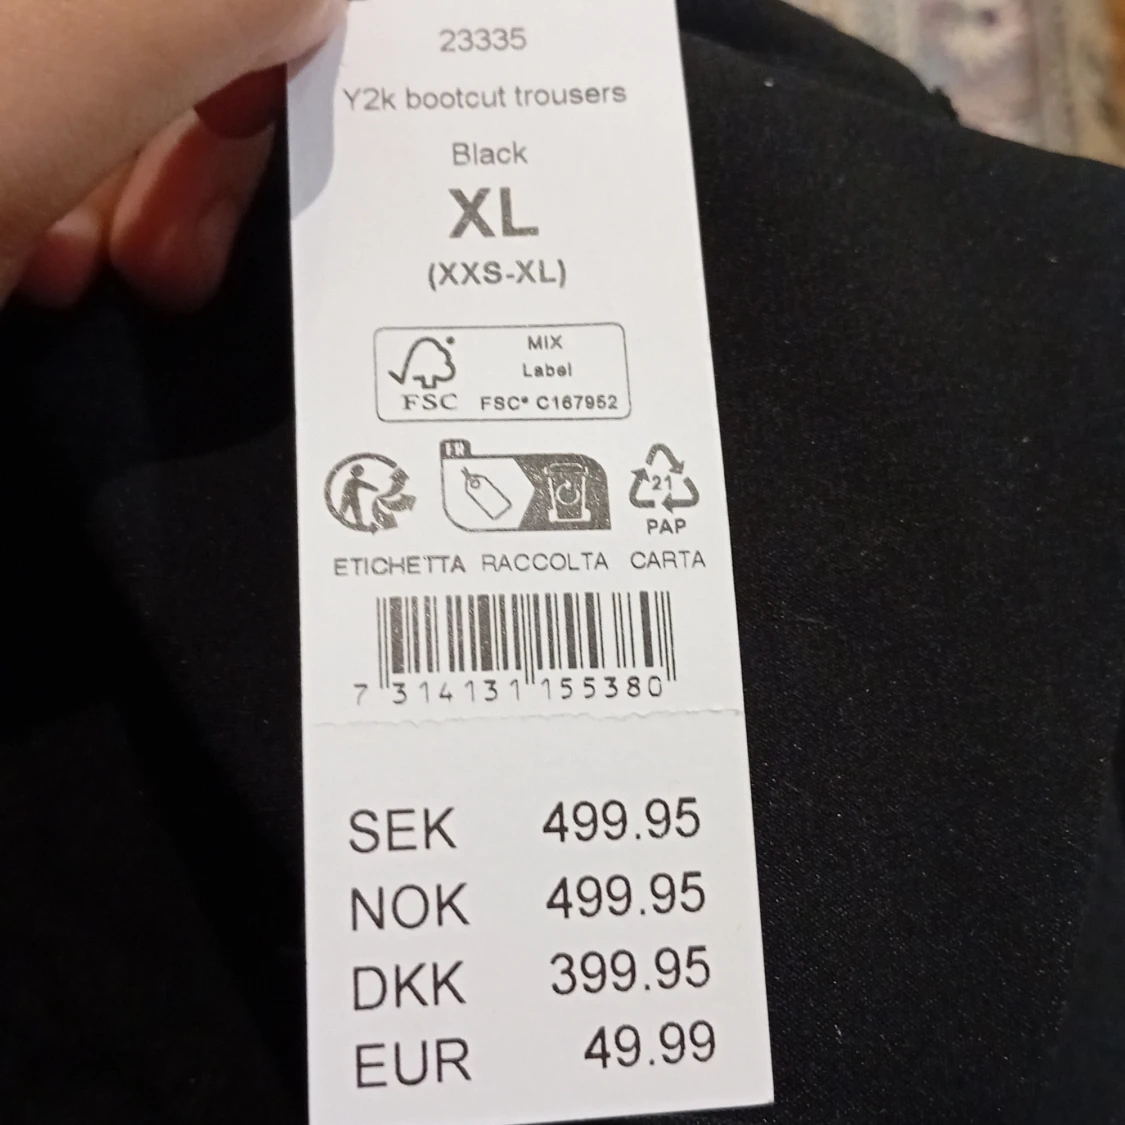 23335
Y2k bootcut trousers
Black
XL
(XXS-XL)
MIX
Label
FSC FSC® C167952
FR
21
PAP
ETICHETTA RACCOLTA CARTA
7 314131 155380
SEK 499.95
NOK 499.95
DKK 399.95
EUR 49.99